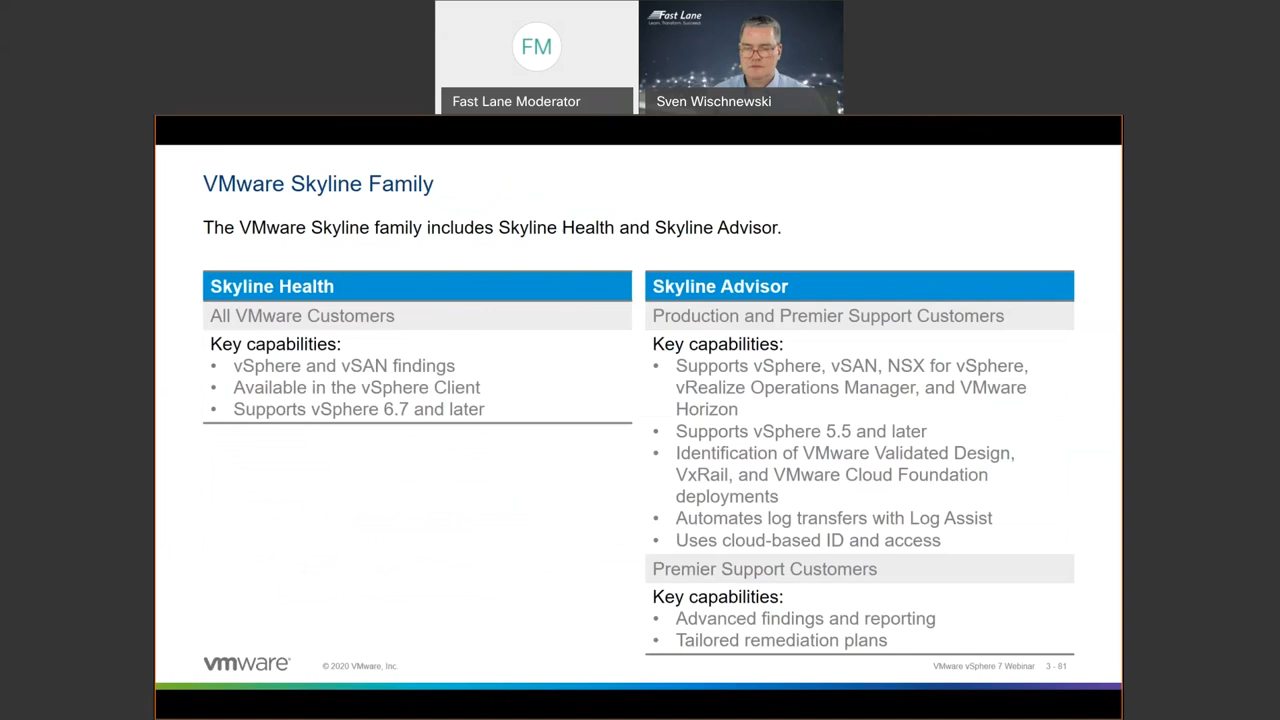 FM
Fast Lane Moderator
Fast Lane
Learn. Transform. Succeed.
Sven Wischnewski
VMware Skyline Family
The VMware Skyline family includes Skyline Health and Skyline Advisor.
Skyline Health
All VMware Customers
Key capabilities:
• vSphere and vSAN findings
• Available in the vSphere Client
• Supports vSphere 6.7 and later
Skyline Advisor
Production and Premier Support Customers
Key capabilities:
• Supports vSphere, vSAN, NSX for vSphere,
vRealize Operations Manager, and VMware
Horizon
• Supports vSphere 5.5 and later
• Identification of VMware Validated Design,
VxRail, and VMware Cloud Foundation
deployments
• Automates log transfers with Log Assist
• Uses cloud-based ID and access
Premier Support Customers
Key capabilities:
• Advanced findings and reporting
• Tailored remediation plans
vmware®
© 2020 VMware, Inc.
VMware vSphere 7 Webinar 3 - 81